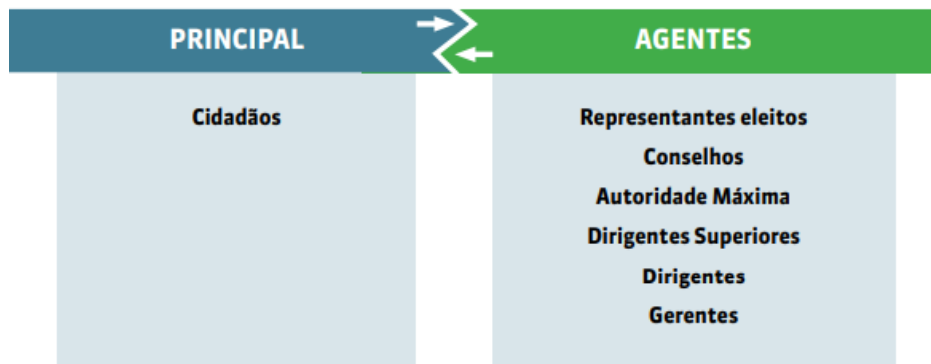 PRINCIPAL
AGENTES
Cidadãos
Representantes eleitos
Conselhos
Autoridade Máxima
Dirigentes Superiores
Dirigentes
Gerentes